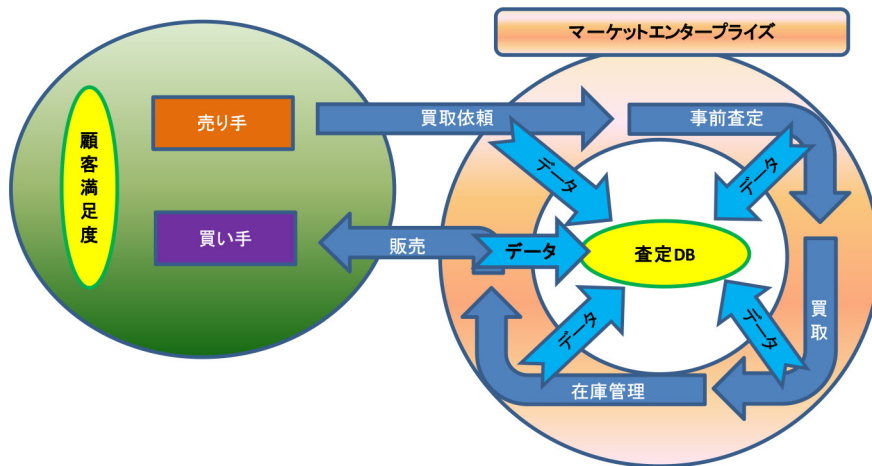 マーケットエンタープライズ
顧客満足度
売り手
買取依頼
事前査定
データ
データ
買い手
販売
データ
査定DB
データ
データ
買取
在庫管理